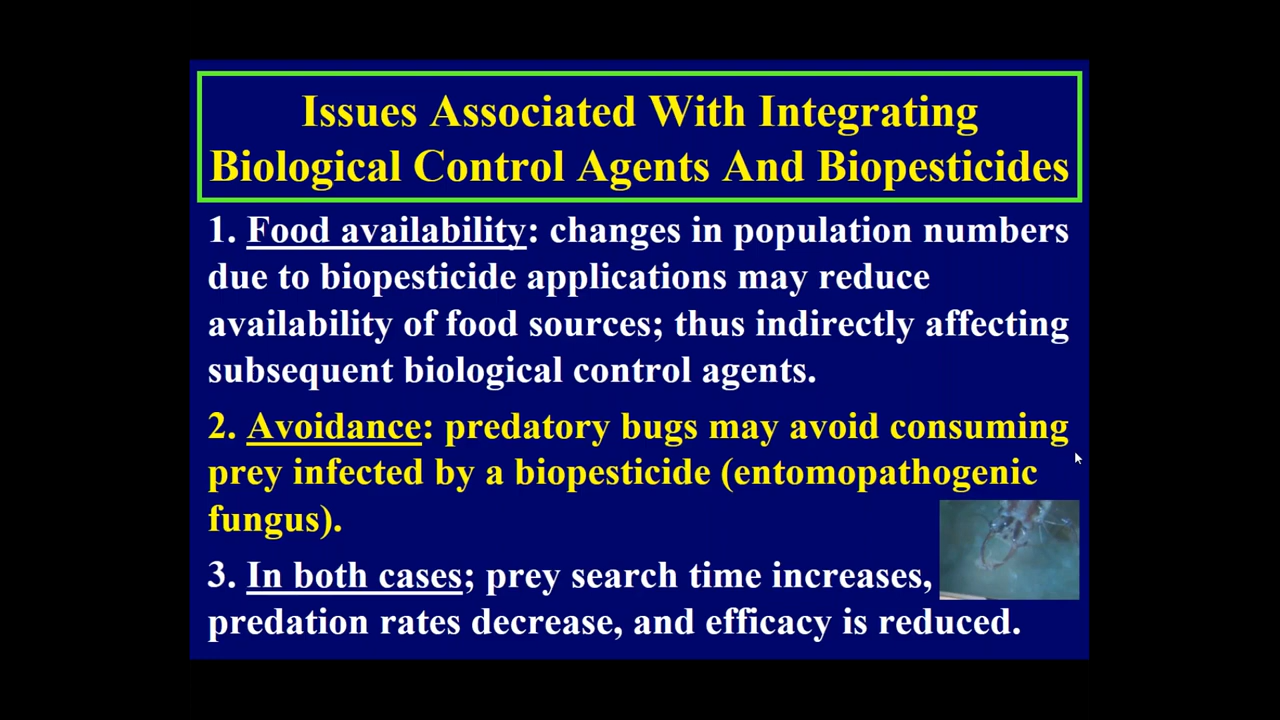 Issues Associated With Integrating
Biological Control Agents And Biopesticides
1. Food availability: changes in population numbers
due to biopesticide applications may reduce
availability of food sources; thus indirectly affecting
subsequent biological control agents.
2. Avoidance: predatory bugs may avoid consuming
prey infected by a biopesticide (entomopathogenic
fungus).
3. In both cases; prey search time increases,
predation rates decrease, and efficacy is reduced.